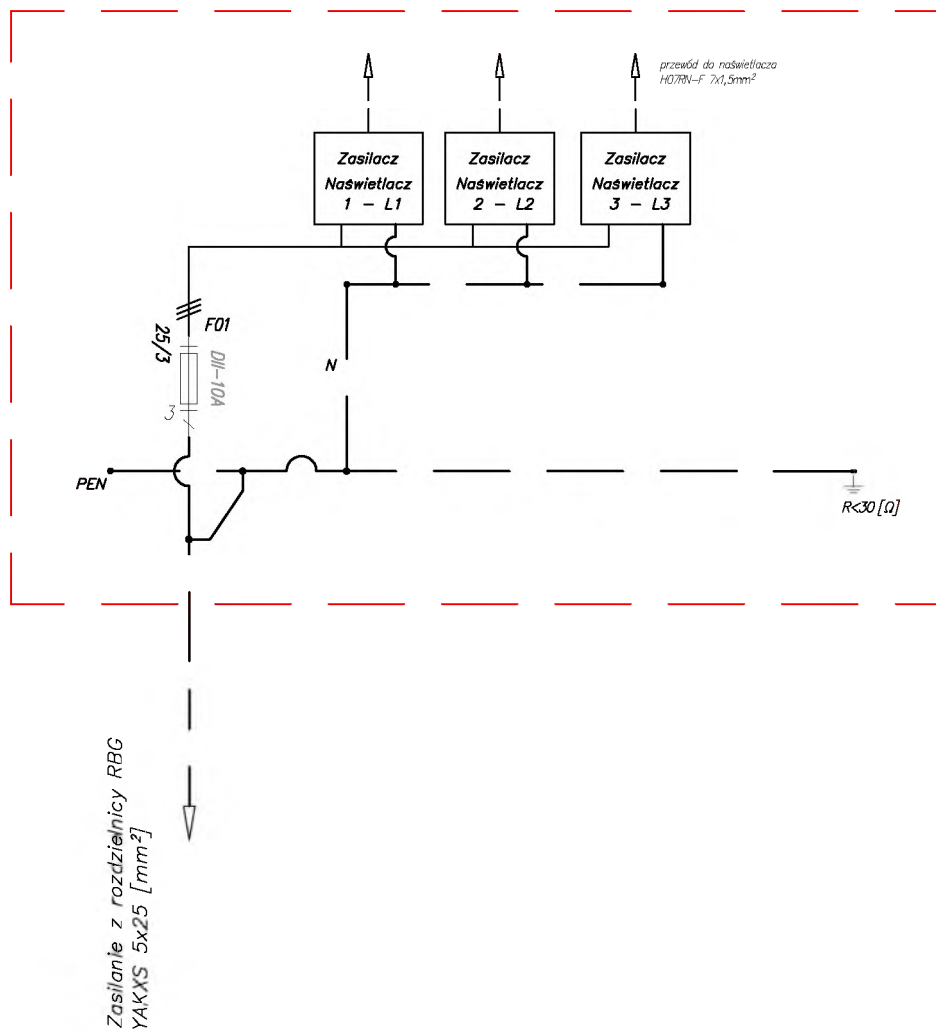 przewód do naświetlacza
H07RN-F 7x1,5mm²
Zasilacz
Naświetlacz
1 - L1
Zasilacz
Naświetlacz
2 - L2
Zasilacz
Naświetlacz
3 - L3
F01
25/3
DII-10A
3
N
PEN
R<30[Ω]
Zasilanie z rozdzielnicy RBG
YAKXS 5x25 [mm²]